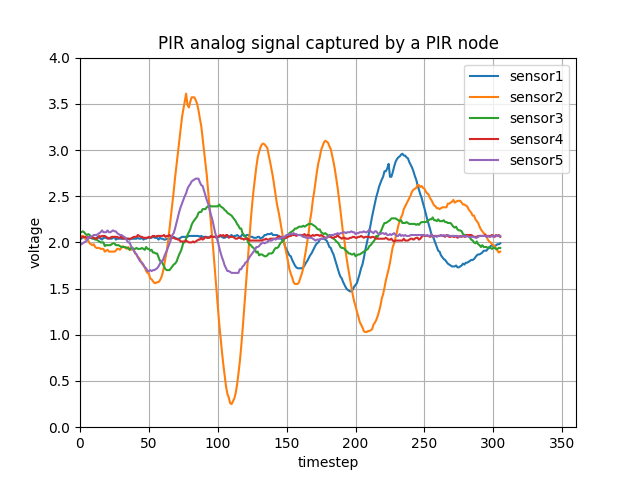 PIR analog signal captured by a PIR node
4.0
3.5
3.0
2.5
2.0
1.5
1.0
0.5
0.0
voltage
sensor1
sensor2
sensor3
sensor4
sensor5
0 50 100 150 200 250 300 350
timestep